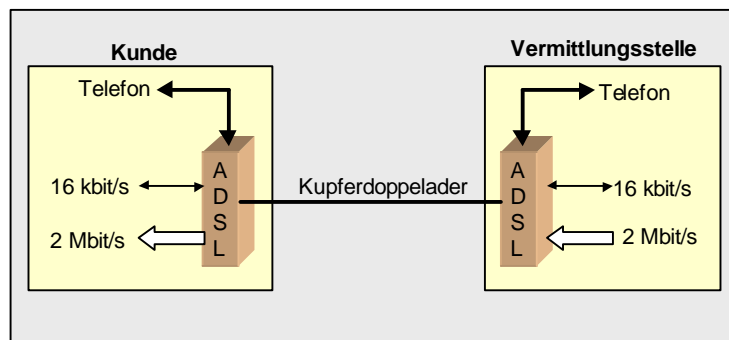 Kunde
Telefon
16 kbit/s
2 Mbit/s
A
D
S
L
Kupferdoppelader
Vermittlungsstelle
Telefon
A
D
S
L
16 kbit/s
2 Mbit/s